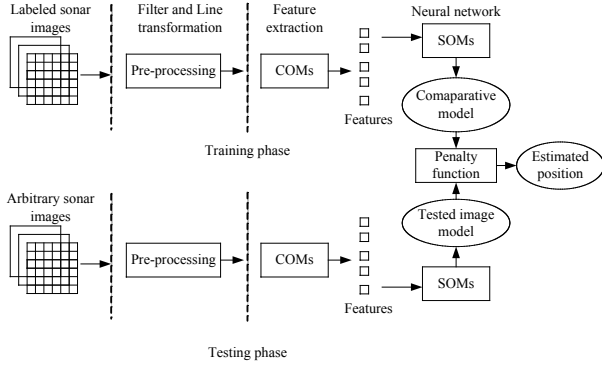 Labeled sonar
images
Filter and Line
transformation
Feature
extraction
Neural network
Pre-processing
COMs
SOMs
Features
Comaparative
model
Training phase
Penalty
function
Estimated
position
Arbitrary sonar
images
Tested image
model
Pre-processing
COMs
SOMs
Features
Testing phase